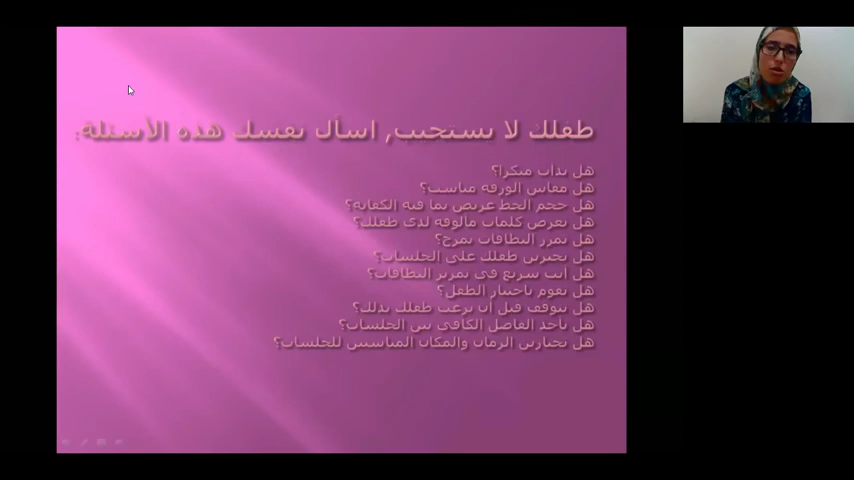 طفلك لا يستجيب, اسأل نفسك هذه الأسئلة:
هل بدأت مبكرا؟
هل مقاس الورقة مناسب؟
هل حجم الخط عريض بما فيه الكفاية؟
هل تعرض كلمات مألوفة لدى طفلك؟
هل تمرر البطاقات بمرح؟
هل تجبرين طفلك على الجلسات؟
هل أنت سريع في تمرير البطاقات؟
هل تقوم باختبار الطفل؟
هل تتوقف قبل أن يرغب طفلك بذلك؟
هل تأخذ الفاصل الكافي بين الجلسات؟
هل تختارين الزمان والمكان المناسبين للجلسات؟